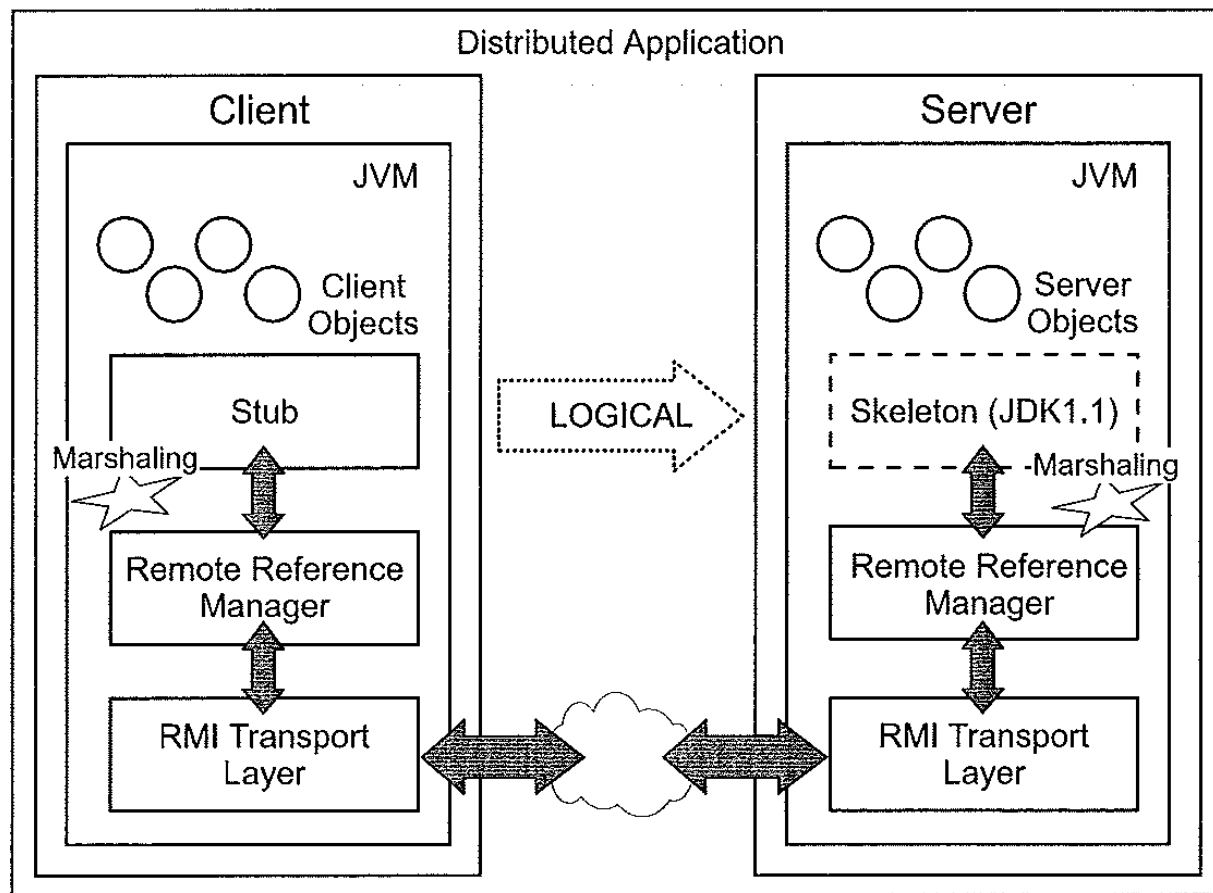 Distributed Application
Client
JVM
Client
Objects
Stub
Marshaling
Remote Reference
Manager
RMI Transport
Layer
LOGICAL
Server
JVM
Server
Objects
Skeleton (JDK1.1)
-Marshaling
Remote Reference
Manager
RMI Transport
Layer